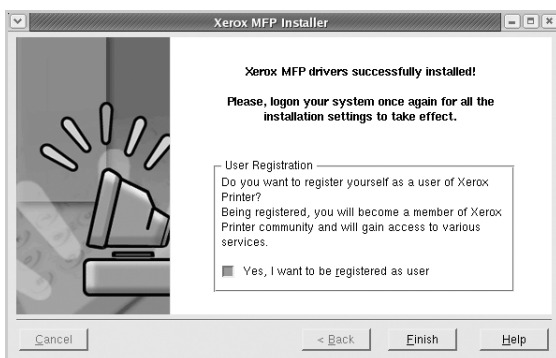 Xerox MFP Installer
Xerox MFP drivers successfully installed!
Please, logon your system once again for all the
installation settings to take effect.
User Registration
Do you want to register yourself as a user of Xerox
Printer?
Being registered, you will become a member of Xerox
Printer community and will gain access to various
services.
Yes, I want to be registered as user
Cancel
< Back
Finish
Help